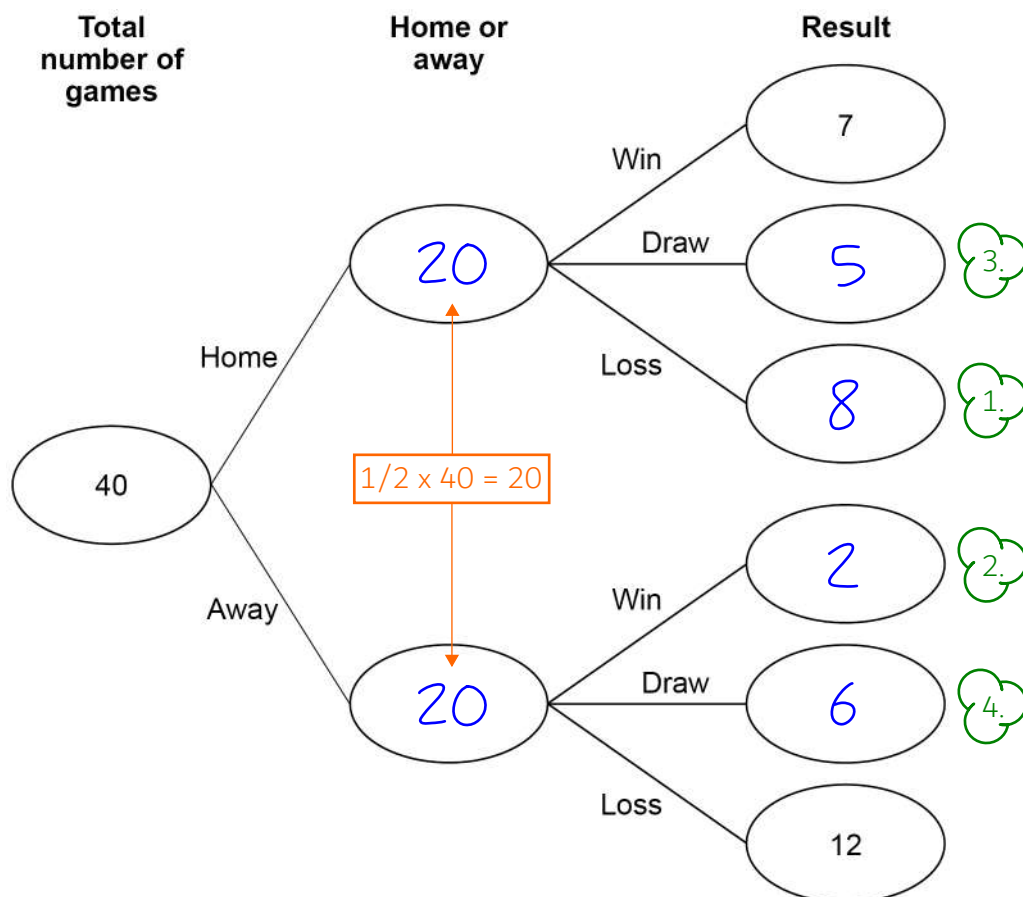 Total
number of
games
Home or
away
Result
7
Win
Draw
20
5
3.
Home
Loss
8
1.
40
1/2 x 40 = 20
2
2.
Win
Away
Draw
20
6
4.
Loss
12